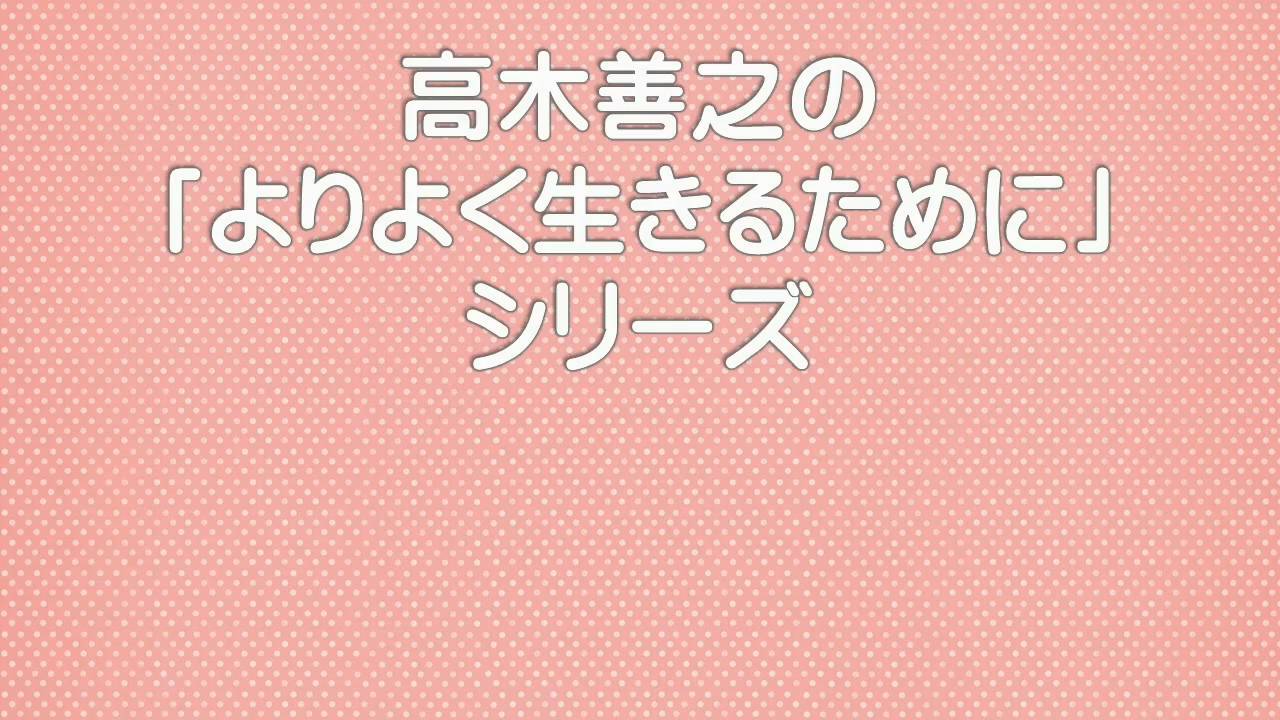 高木善之の
「よりよく生きるために」
シリーズ